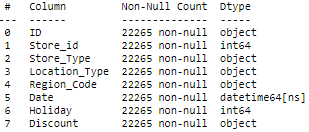 #   Column         Non-Null Count  Dtype
---  ------         --------------  -----
0   ID             22265 non-null  object
1   Store_id       22265 non-null  int64
2   Store_Type     22265 non-null  object
3   Location_Type  22265 non-null  object
4   Region_Code    22265 non-null  object
5   Date           22265 non-null  datetime64[ns]
6   Holiday        22265 non-null  int64
7   Discount       22265 non-null  object